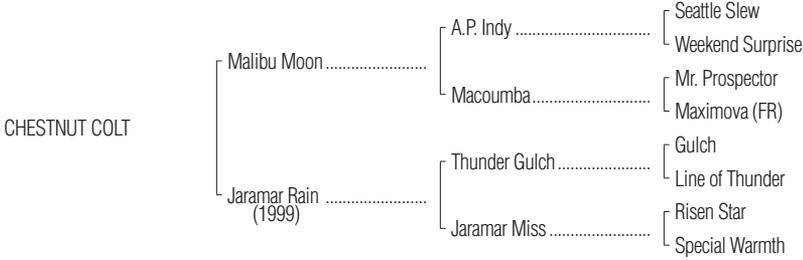 Seattle Slew
A.P. Indy ................................
Weekend Surprise
Malibu Moon ........................
Mr. Prospector
Macoumba............................
Maximova (FR)
CHESTNUT COLT
Gulch
Thunder Gulch ......................
Line of Thunder
Jaramar Rain ........................
(1999)
Risen Star
Jaramar Miss ........................
Special Warmth